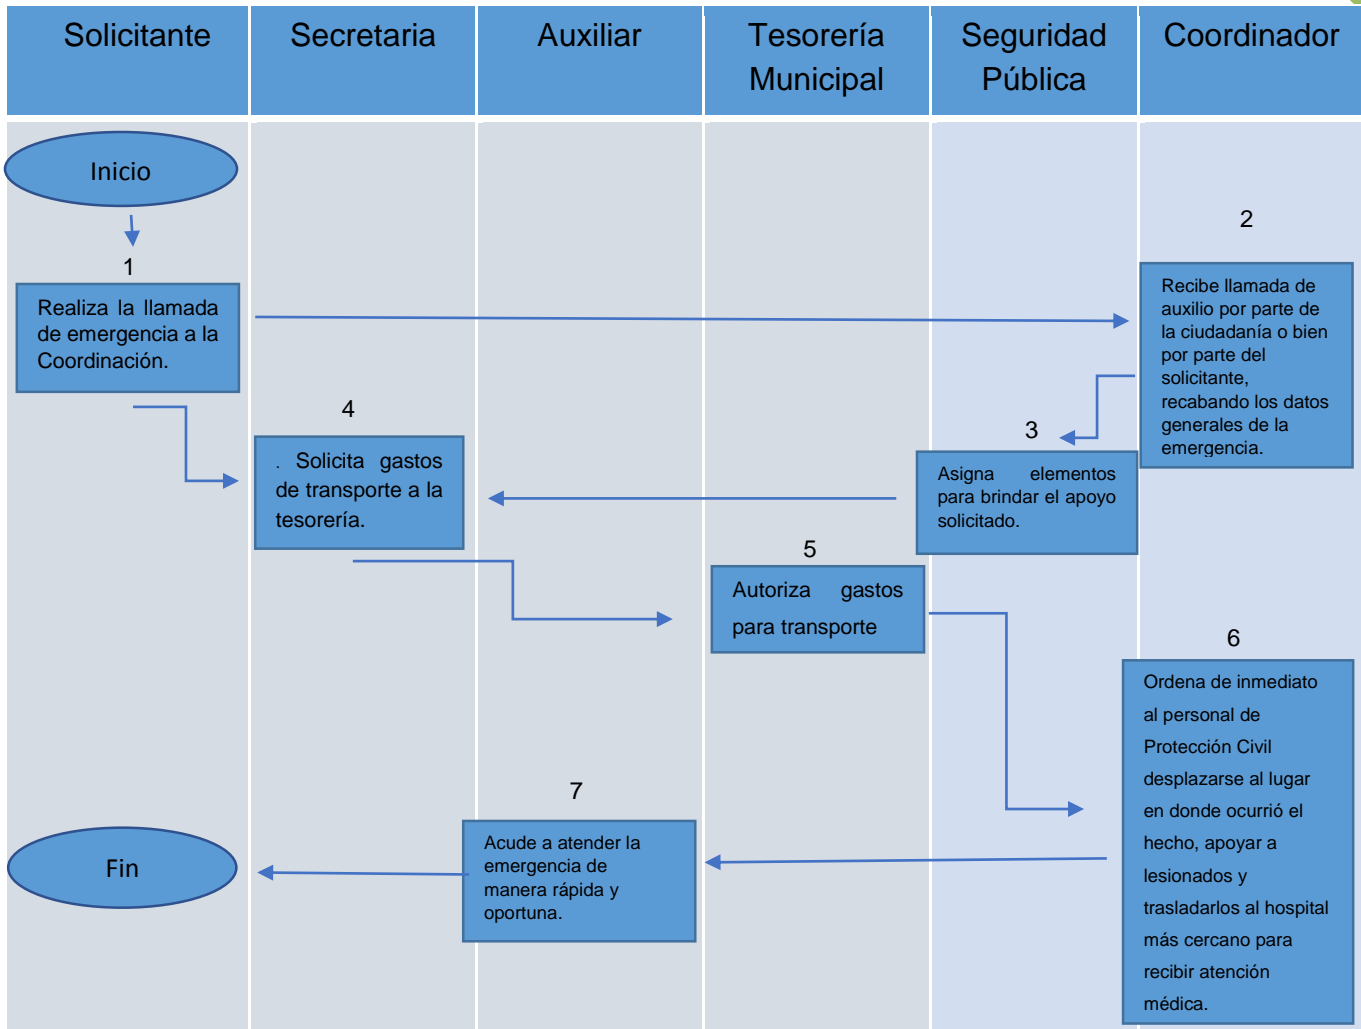 Solicitante
Secretaria
Auxiliar
Tesorería
Municipal
Seguridad
Pública
Coordinador
Inicio
1
Realiza la llamada
de emergencia a la
Coordinación.
2
Recibe llamada de
auxilio por parte de
la ciudadanía o bien
por parte del
solicitante,
recabando los datos
generales de la
emergencia.
3
Asigna elementos
para brindar el apoyo
solicitado.
4
. Solicita gastos
de transporte a la
tesorería.
5
Autoriza gastos
para transporte
6
Ordena de inmediato
al personal de
Protección Civil
desplazarse al lugar
en donde ocurrió el
hecho, apoyar a
lesionados y
trasladarlos al hospital
más cercano para
recibir atención
médica.
7
Acude a atender la
emergencia de
manera rápida y
oportuna.
Fin